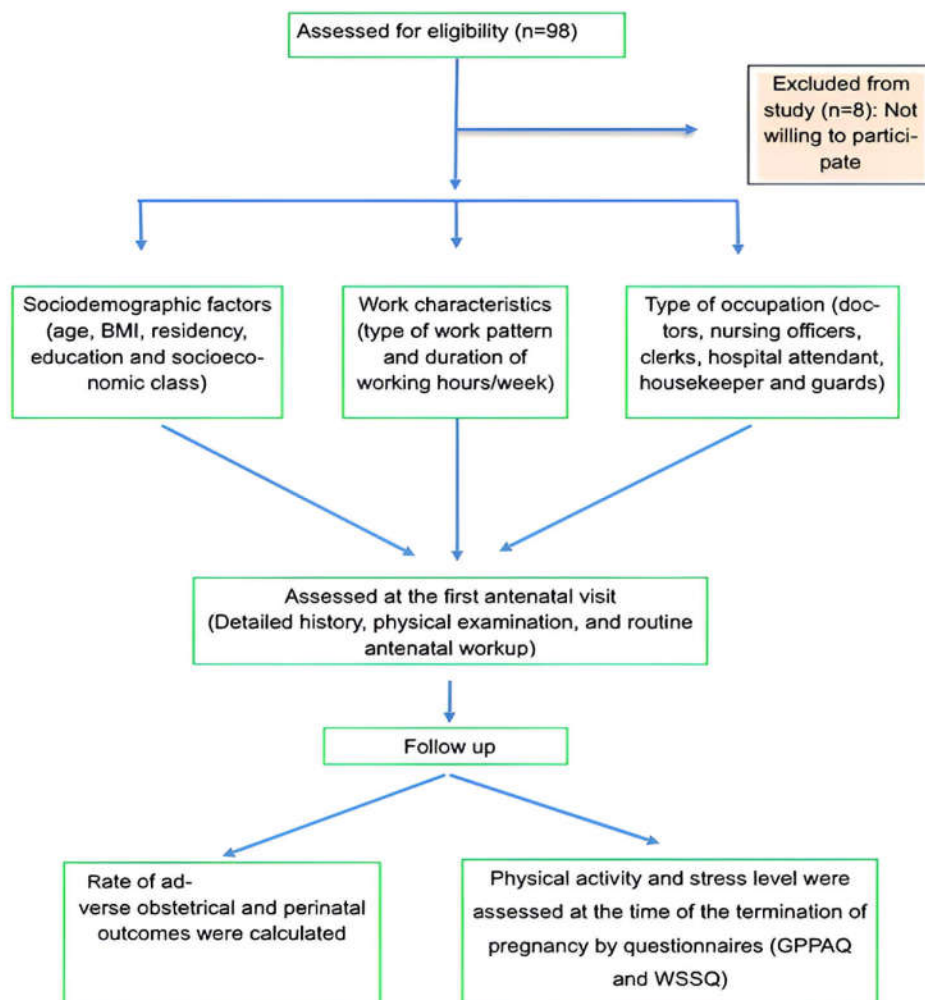 Assessed for eligibility (n=98)
Excluded from
study (n=8): Not
willing to partici-
pate
Sociodemographic factors
(age, BMI, residency,
education and socioeco-
nomic class)
Work characteristics
(type of work pattern
and duration of
working hours/week)
Type of occupation (doc-
tors, nursing officers,
clerks, hospital attendant,
housekeeper and guards)
Assessed at the first antenatal visit
(Detailed history, physical examination, and routine
antenatal workup)
Follow up
Rate of ad-
verse obstetrical and perinatal
outcomes were calculated
Physical activity and stress level were
assessed at the time of the termination of
pregnancy by questionnaires (GPPAQ
and WSSQ)